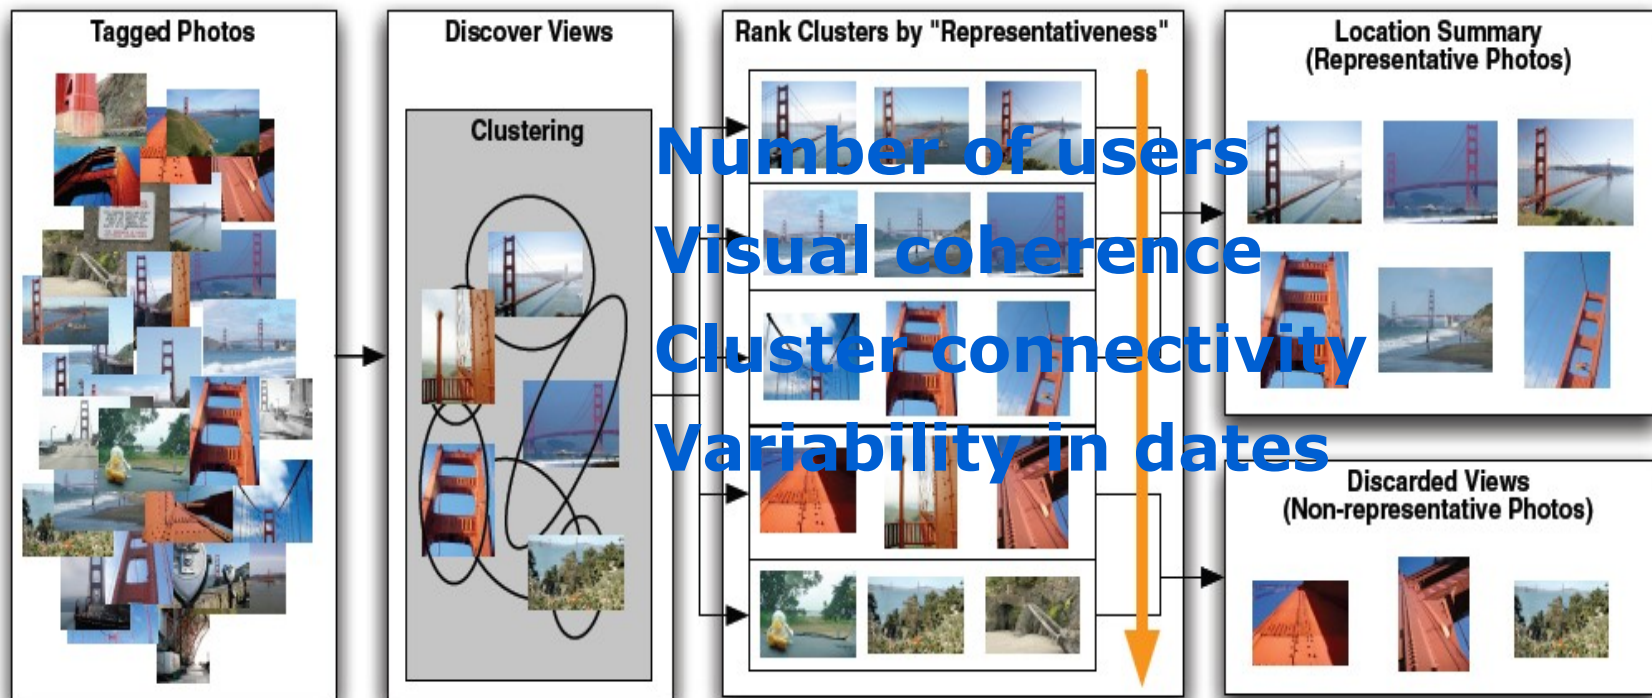 Tagged Photos
Discover Views
Clustering
Rank Clusters by "Representativeness"
Number of users
Visual coherence
Cluster connectivity
Variability in dates
Location Summary
(Representative Photos)
Discarded Views
(Non-representative Photos)